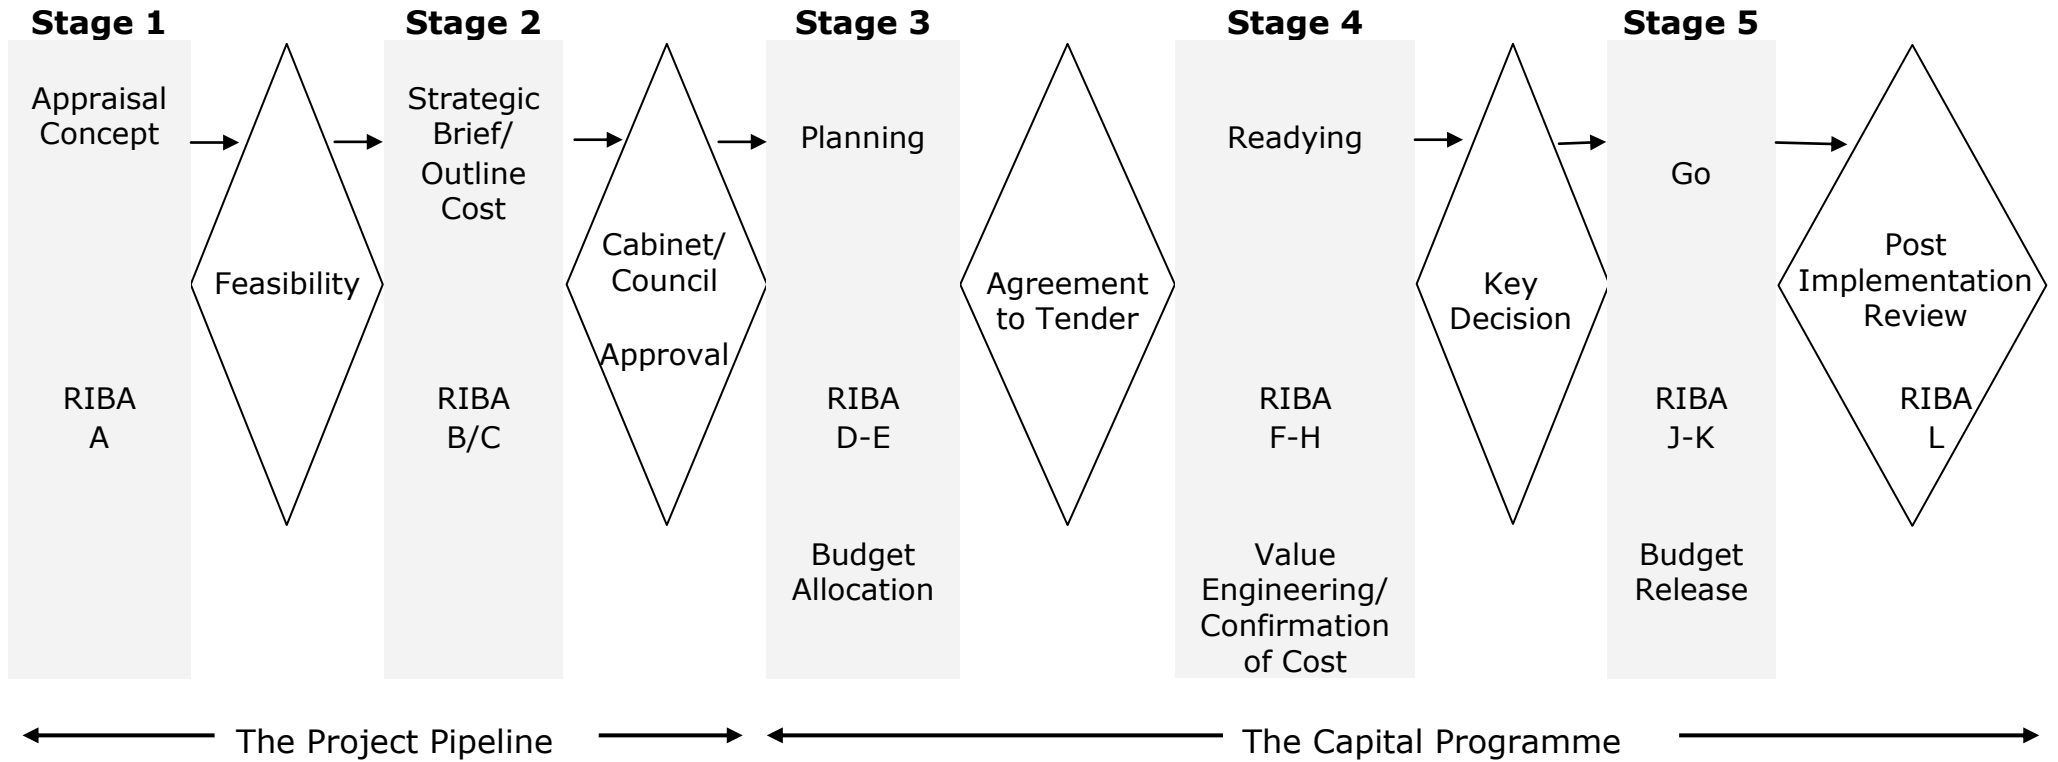 Stage 1
Appraisal
Concept
RIBA
A
Feasibility
Stage 2
Strategic
Brief/
Outline
Cost
RIBA
B/C
Cabinet/
Council
Approval
Stage 3
Planning
RIBA
D-E
Budget
Allocation
Agreement
to Tender
Stage 4
Readying
RIBA
F-H
Value
Engineering/
Confirmation
of Cost
Key
Decision
Stage 5
Go
RIBA
J-K
Budget
Release
Post
Implementation
Review
RIBA
L
The Project Pipeline
The Capital Programme